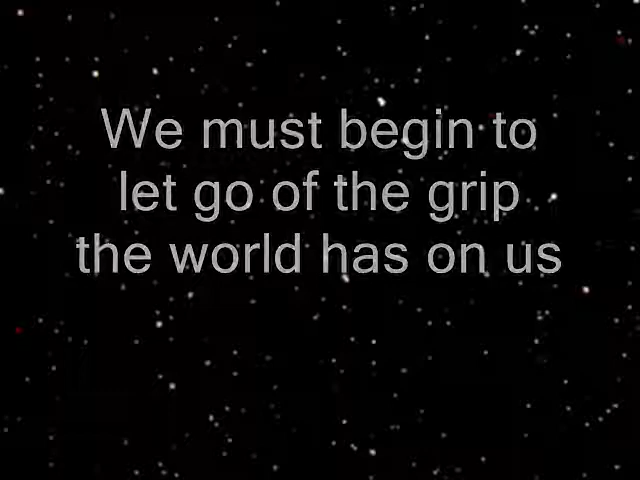 We must begin to
let go of the grip
the world has on us